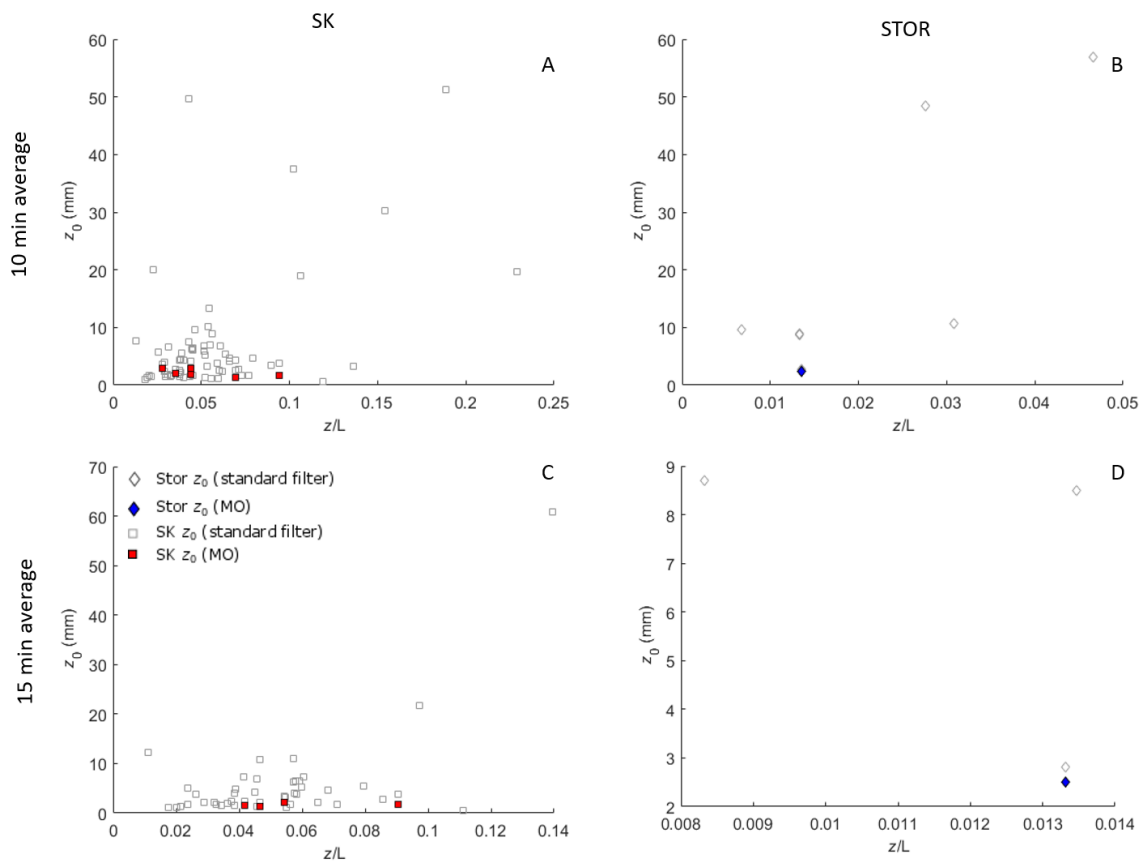 SK
STOR
10 min average
A
z0 (mm)
60
50
40
30
20
10
0
0 0.05 0.1 0.15 0.2 0.25
z/L
B
z0 (mm)
60
50
40
30
20
10
0
0 0.01 0.02 0.03 0.04 0.05
z/L
15 min average
C
z0 (mm)
70
60
50
40
30
20
10
0
Stor z0 (standard filter)
Stor z0 (MO)
SK z0 (standard filter)
SK z0 (MO)
0 0.02 0.04 0.06 0.08 0.1 0.12 0.14
z/L
D
z0 (mm)
9
8
7
6
5
4
3
2
0.008 0.009 0.01 0.011 0.012 0.013 0.014
z/L